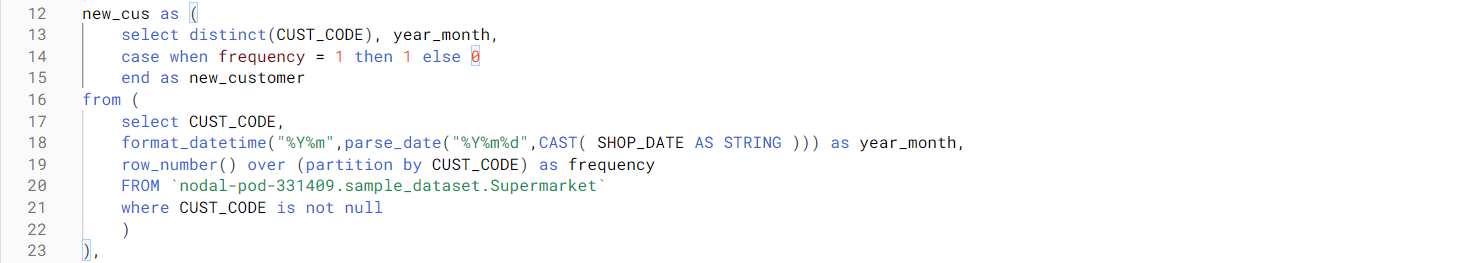 12 new_cus as (
13 select distinct(CUST_CODE), year_month,
14 case when frequency = 1 then 1 else 0
15 end as new_customer
16 from (
17 select CUST_CODE,
18 format_datetime("%Y%m",parse_date("%Y%m%d",CAST( SHOP_DATE AS STRING ))) as year_month,
19 row_number() over (partition by CUST_CODE) as frequency
20 FROM `nodal-pod-331409.sample_dataset.Supermarket`
21 where CUST_CODE is not null
22 )
23 ),